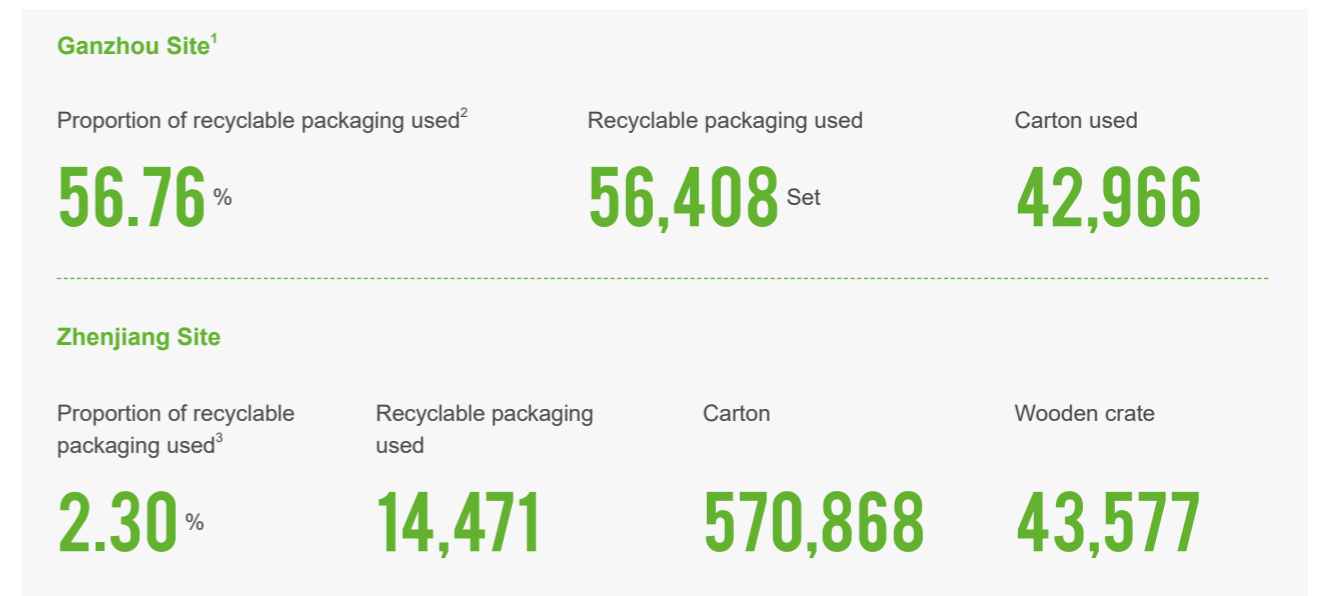 Ganzhou Site¹
Proportion of recyclable packaging used²
Recyclable packaging used
Carton used
56.76 %
56,408 Set
42,966
Zhenjiang Site
Proportion of recyclable
packaging used³
Recyclable packaging
used
Carton
Wooden crate
2.30 %
14,471
570,868
43,577